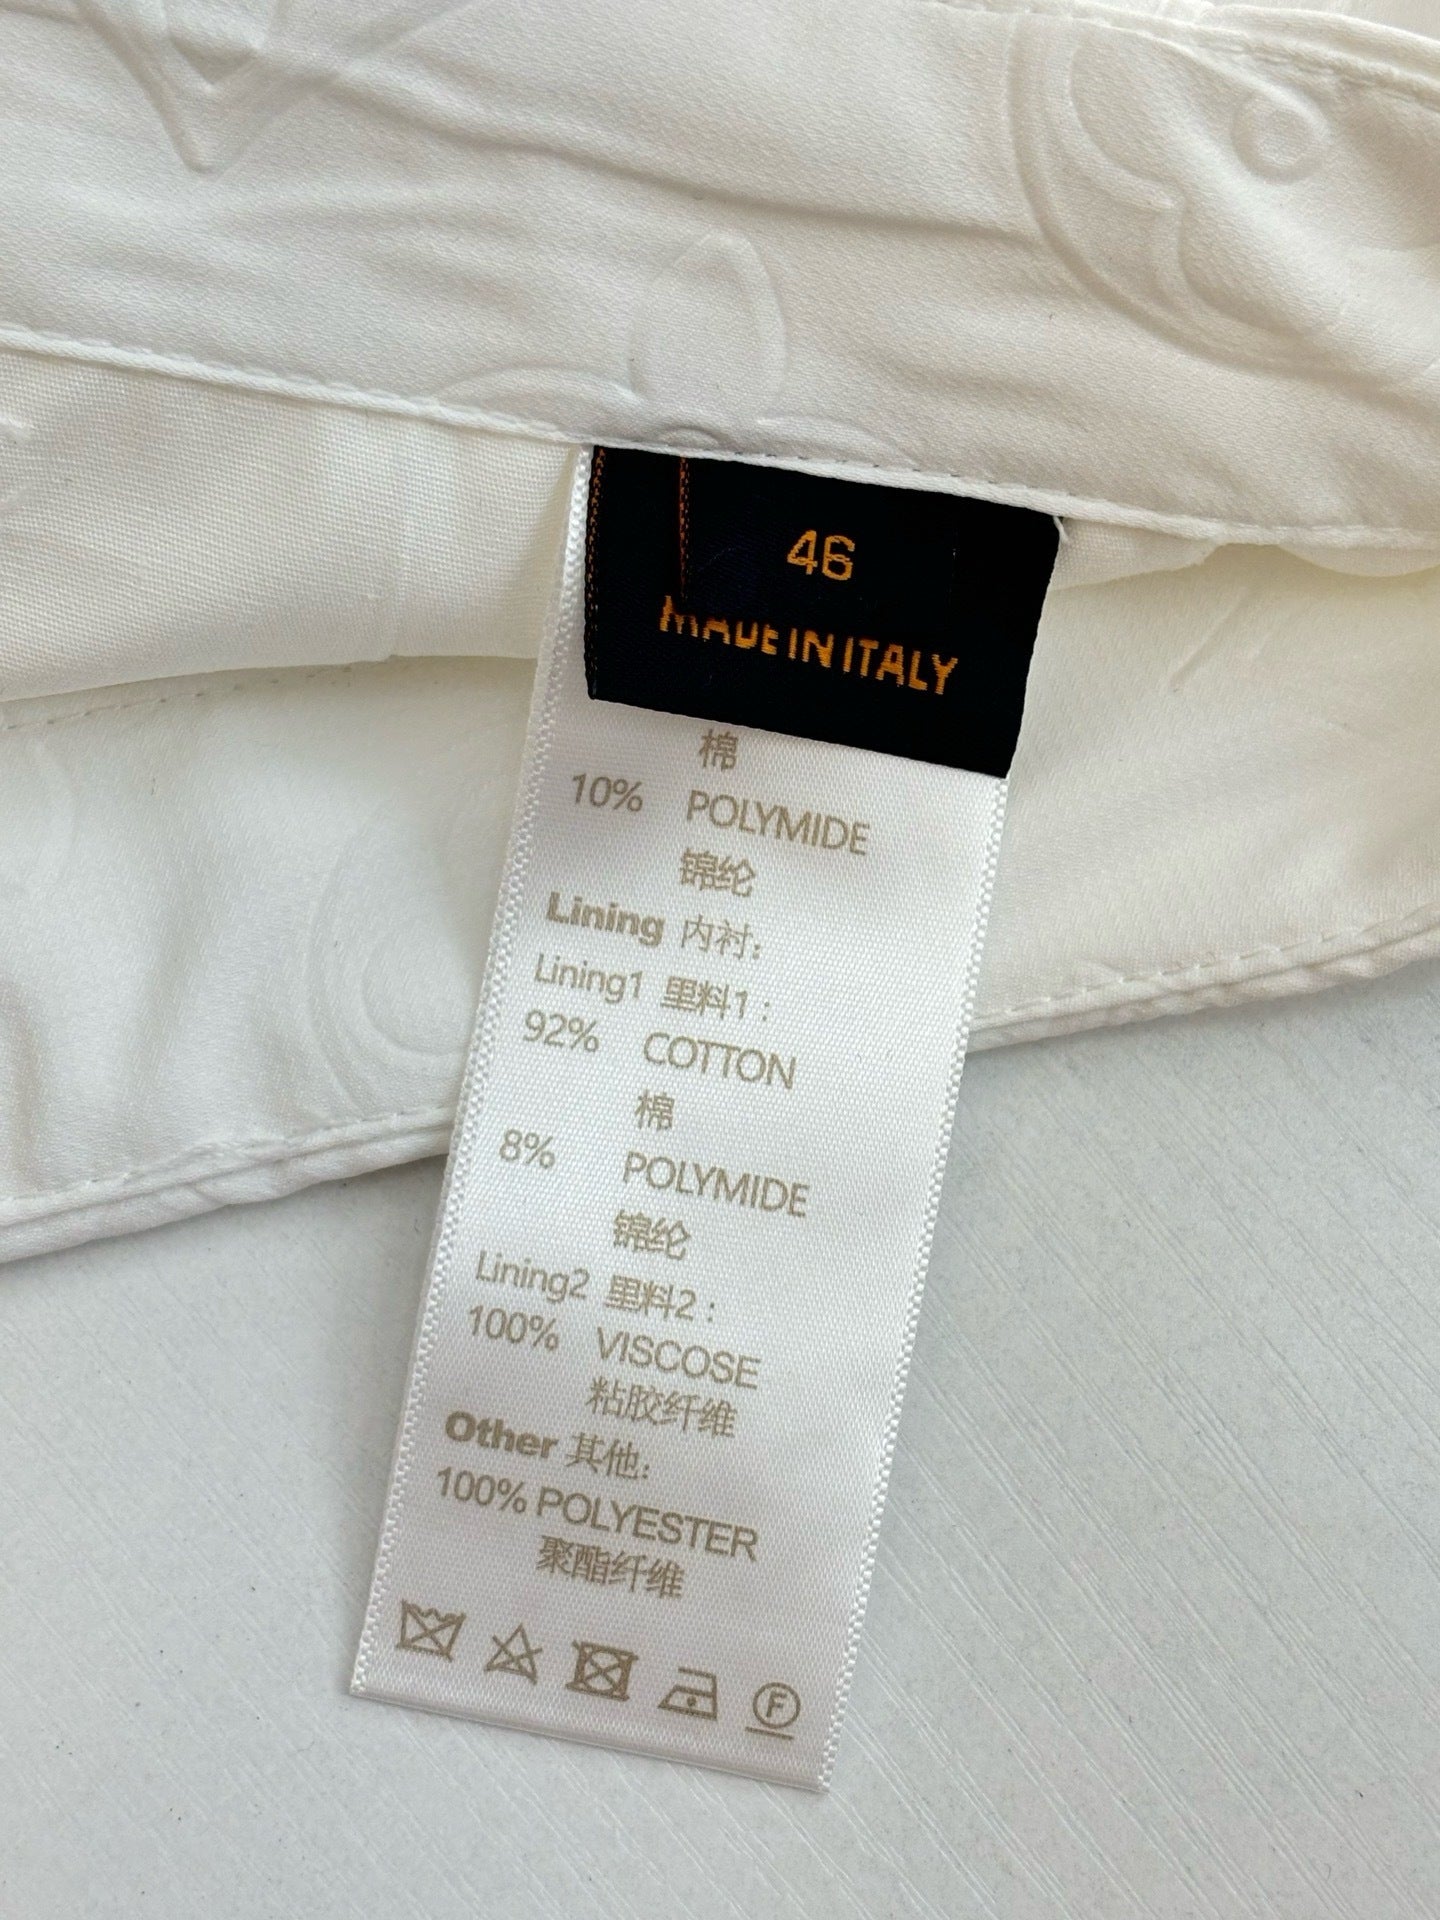 46
MADE IN ITALY
棉
10% POLYMIDE
锦纶
Lining 内衬:
Lining1 里料1:
92% COTTON
棉
8% POLYMIDE
锦纶
Lining2 里料2:
100% VISCOSE
粘胶纤维
Other 其他:
100% POLYESTER
聚酯纤维
F